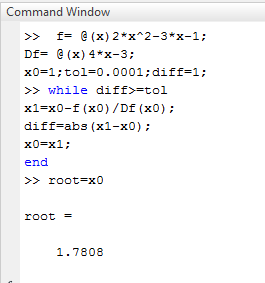 Command Window
>> f= @(x)2*x^2-3*x-1;
Df= @(x)4*x-3;
x0=1;tol=0.0001;diff=1;
>> while diff>=tol
x1=x0-f(x0)/Df(x0);
diff=abs(x1-x0);
x0=x1;
end
>> root=x0
root =
1.7808